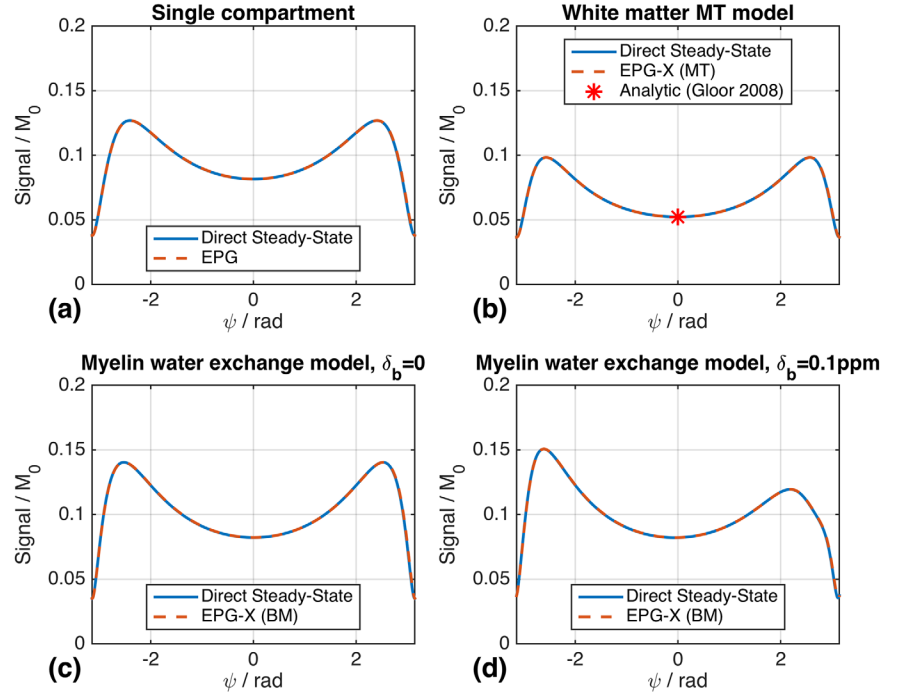 Single compartment
0.2
0.15
0.1
0.05
0
Signal / M0
Direct Steady-State
EPG
-2
0
2
(a)
ψ / rad
White matter MT model
0.2
0.15
0.1
0.05
0
Signal / M0
Direct Steady-State
EPG-X (MT)
Analytic (Gloor 2008)
-2
0
2
(b)
ψ / rad
Myelin water exchange model, δb=0
0.2
0.15
0.1
0.05
0
Signal / M0
Direct Steady-State
EPG-X (BM)
-2
0
2
(c)
ψ / rad
Myelin water exchange model, δb=0.1ppm
0.2
0.15
0.1
0.05
0
Signal / M0
Direct Steady-State
EPG-X (BM)
-2
0
2
(d)
ψ / rad